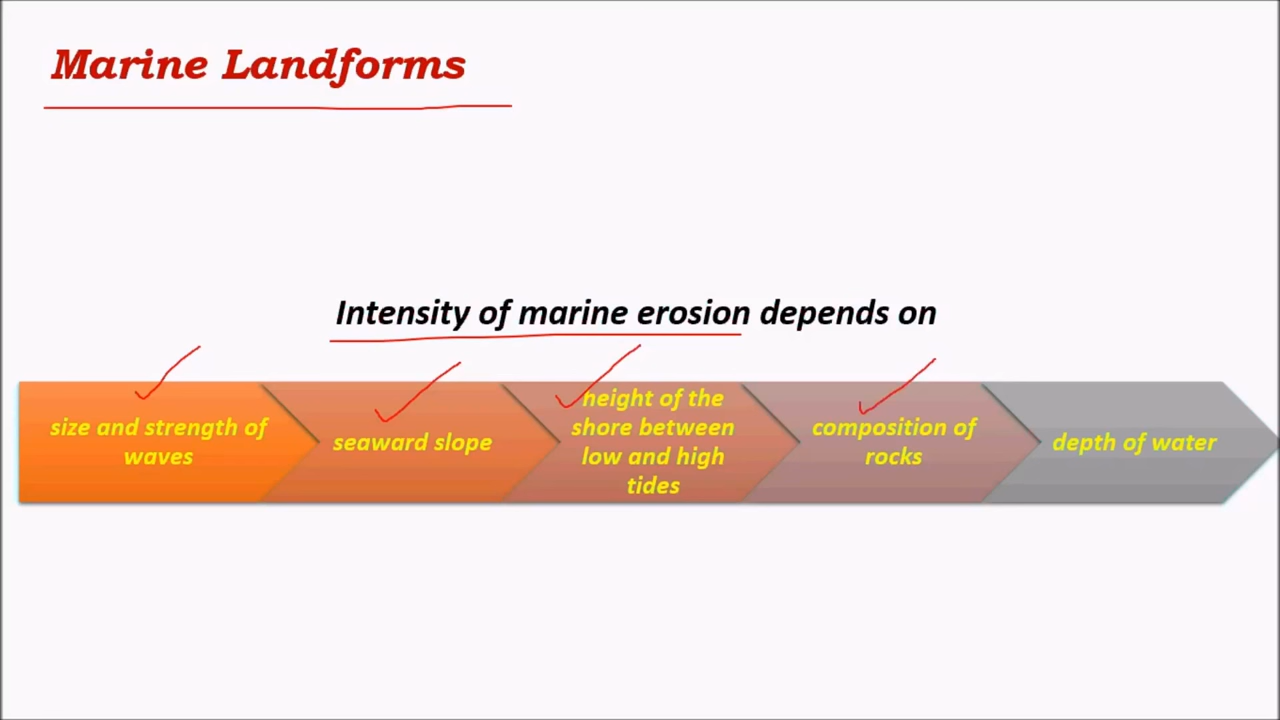 Marine Landforms
Intensity of marine erosion depends on
size and strength of
waves
seaward slope
height of the
shore between
low and high
tides
composition of
rocks
depth of water